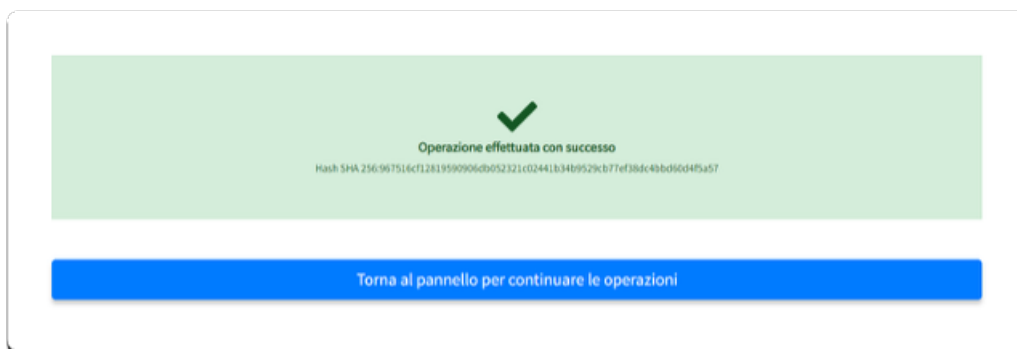 Operazione effettuata con successo
Hash SHA 256:967516cf12819590906db052321c02441b34b9529cb77ef38dc4bbd60d4f5a57
Torna al pannello per continuare le operazioni